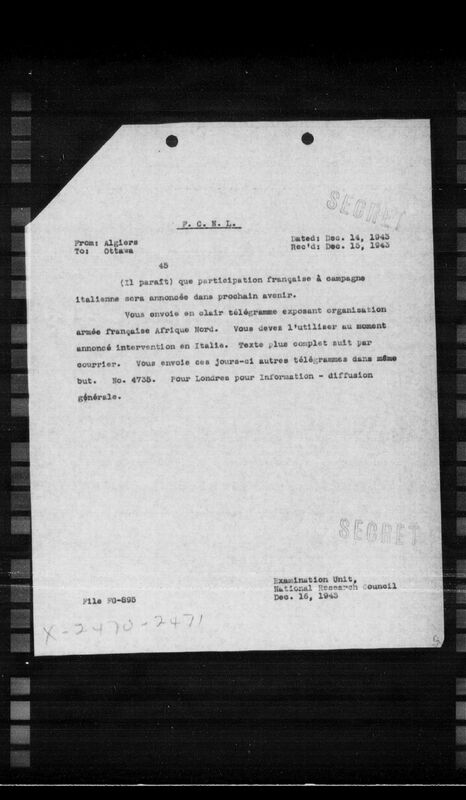 SECRET
F. C. N. L.
From: Algiers
To: Ottawa
Dated: Dec. 14, 1943
Rec'd: Dec. 15, 1943
45
(Il paraît) que participation française à campagne
italienne sera annoncée dans prochain avenir.
Vous envoie en clair télégramme exposant organisation
armée française Afrique Nord. Vous devez l'utiliser au moment
annoncé intervention en Italie. Texte plus complet suit par
courrier. Vous envoie ces jours-ci autres télégrammes dans même
but. No. 4735. Pour Londres pour Information - diffusion
générale.
SECRET
Examination Unit,
National Research Council
Dec. 16, 1943
File FG-895
X-2470-2471